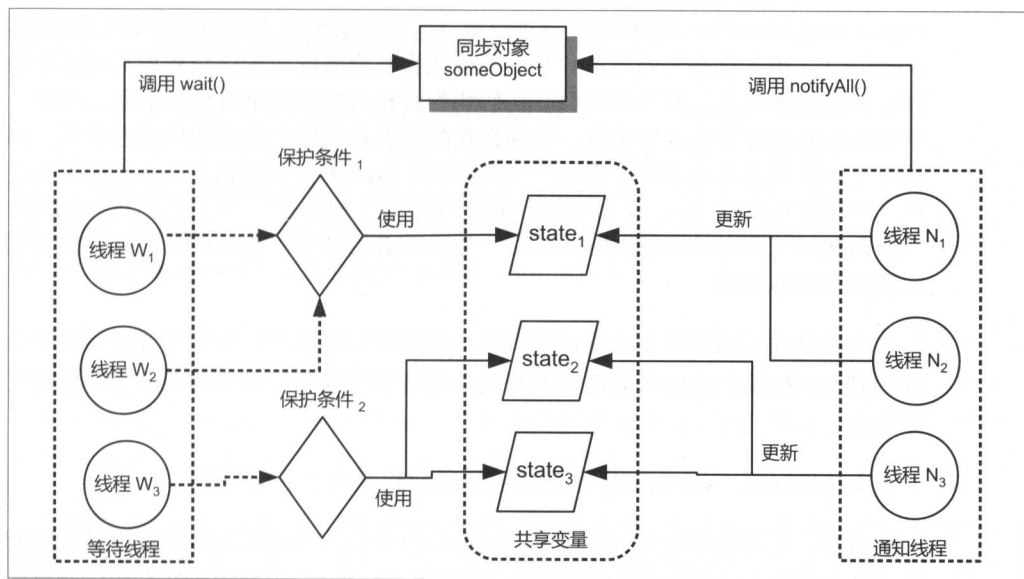 同步对象
someObject
调用 wait()
调用 notifyAll()
保护条件 1
使用
state1
更新
线程 W1
线程 N1
线程 W2
state2
线程 N2
保护条件 2
线程 W3
使用
state3
更新
线程 N3
等待线程
共享变量
通知线程